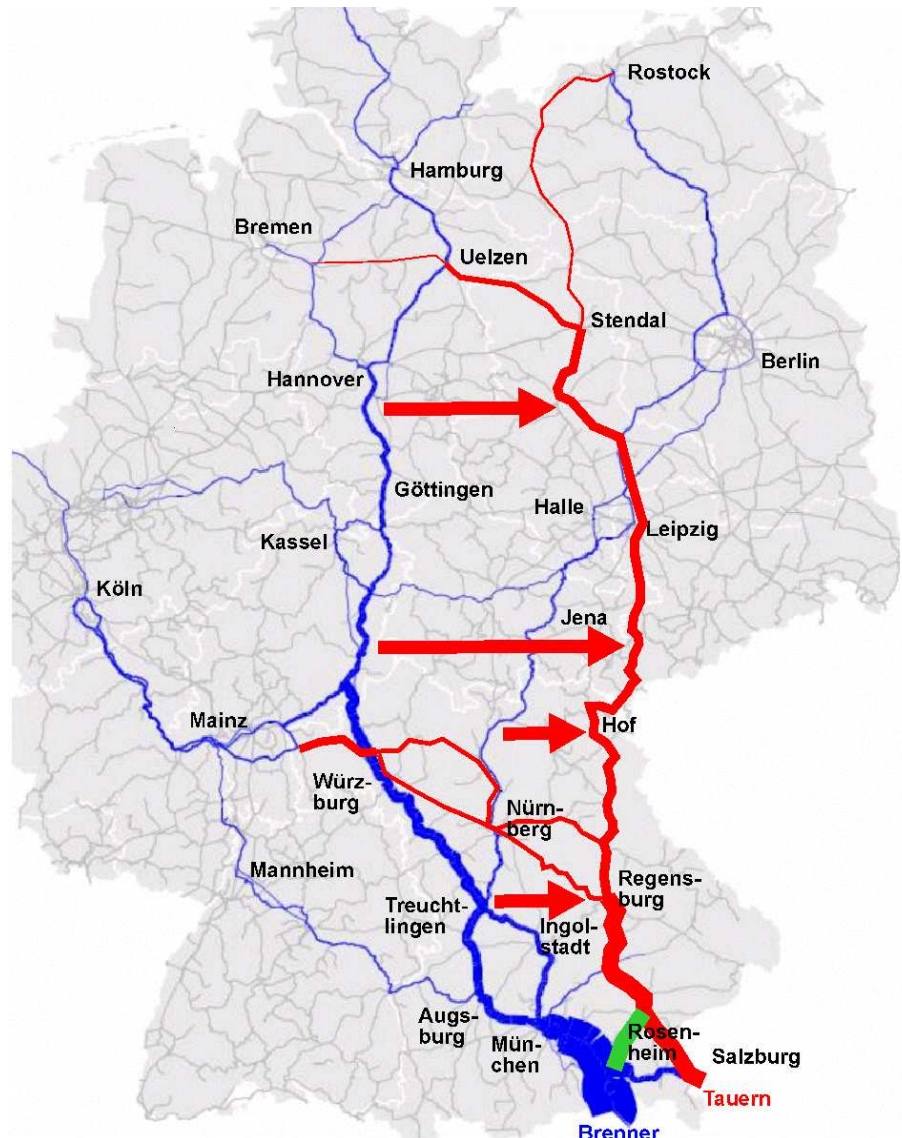 Rostock
Hamburg
Bremen
Uelzen
Stendal
Berlin
Hannover
Göttingen
Halle
Leipzig
Kassel
Köln
Jena
Mainz
Hof
Würz-
burg
Nürn-
berg
Mannheim
Regens-
burg
Treucht-
lingen
Ingol-
stadt
Augs-
burg
Mün-
chen
Rosen-
heim
Salzburg
Tauern
Brenner